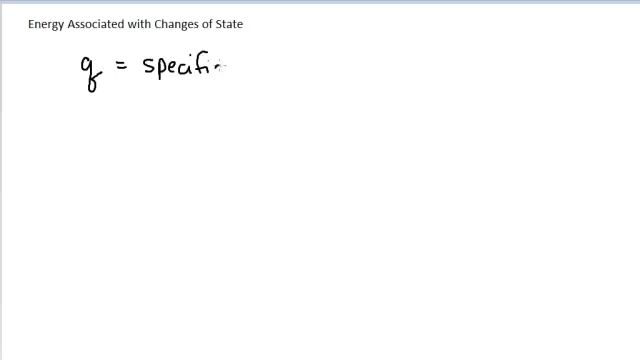 Energy Associated with Changes of State
q = specifi